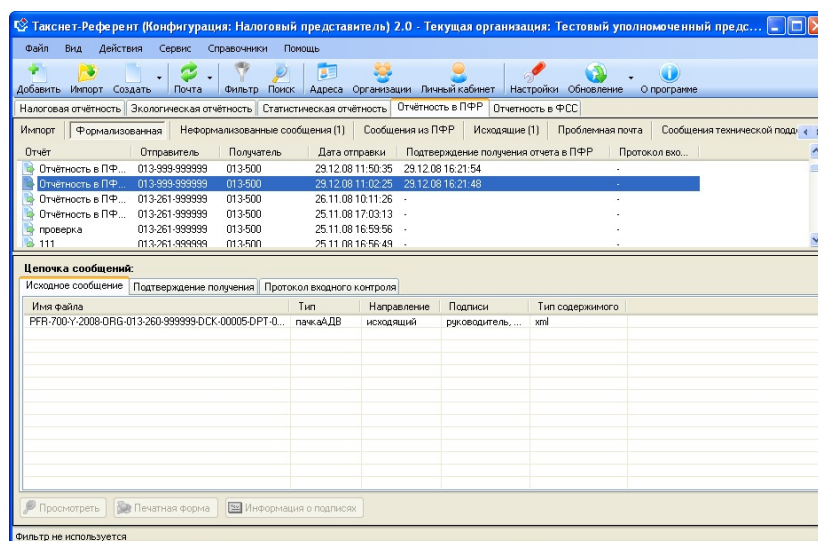 Такснет-Референт (Конфигурация: Налоговый представитель) 2.0 - Текущая организация: Тестовый уполномоченный предс...
Файл Вид Действия Сервис Справочники Помощь
Добавить Импорт Создать Почта Фильтр Поиск Адреса Организации Личный кабинет Настройки Обновление О программе
Налоговая отчётность Экологическая отчётность Статистическая отчётность Отчётность в ПФР Отчетность в ФСС
Импорт Формализованная Неформализованные сообщения (1) Сообщения из ПФР Исходящие (1) Проблемная почта Сообщения технической подд
Отчёт Отправитель Получатель Дата отправки Подтверждение получения отчета в ПФР Протокол вхо...
Отчётность в ПФ... 013-999-999999 013-500 29.12.08 11:50:35 29.12.08 16:21:54 -
Отчётность в ПФ... 013-999-999999 013-500 29.12.08 11:02:25 29.12.08 16:21:48 -
Отчётность в ПФ... 013-261-999999 013-500 26.11.08 10:11:26 - -
Отчётность в ПФ... 013-261-999999 013-500 25.11.08 17:03:13 - -
проверка 013-261-999999 013-500 25.11.08 16:59:56 - -
111 013-261-999999 013-500 25.11.08 16:56:49 - -
Цепочка сообщений:
Исходное сообщение Подтверждение получения Протокол входного контроля
Имя файла Тип Направление Подписи Тип содержимого
PFR-700-Y-2008-ORG-013-260-999999-DCK-00005-DPT-0... пачкаАДВ исходящий руководитель, ... xml
Просмотреть Печатная форма Информация о подписях
Фильтр не используется